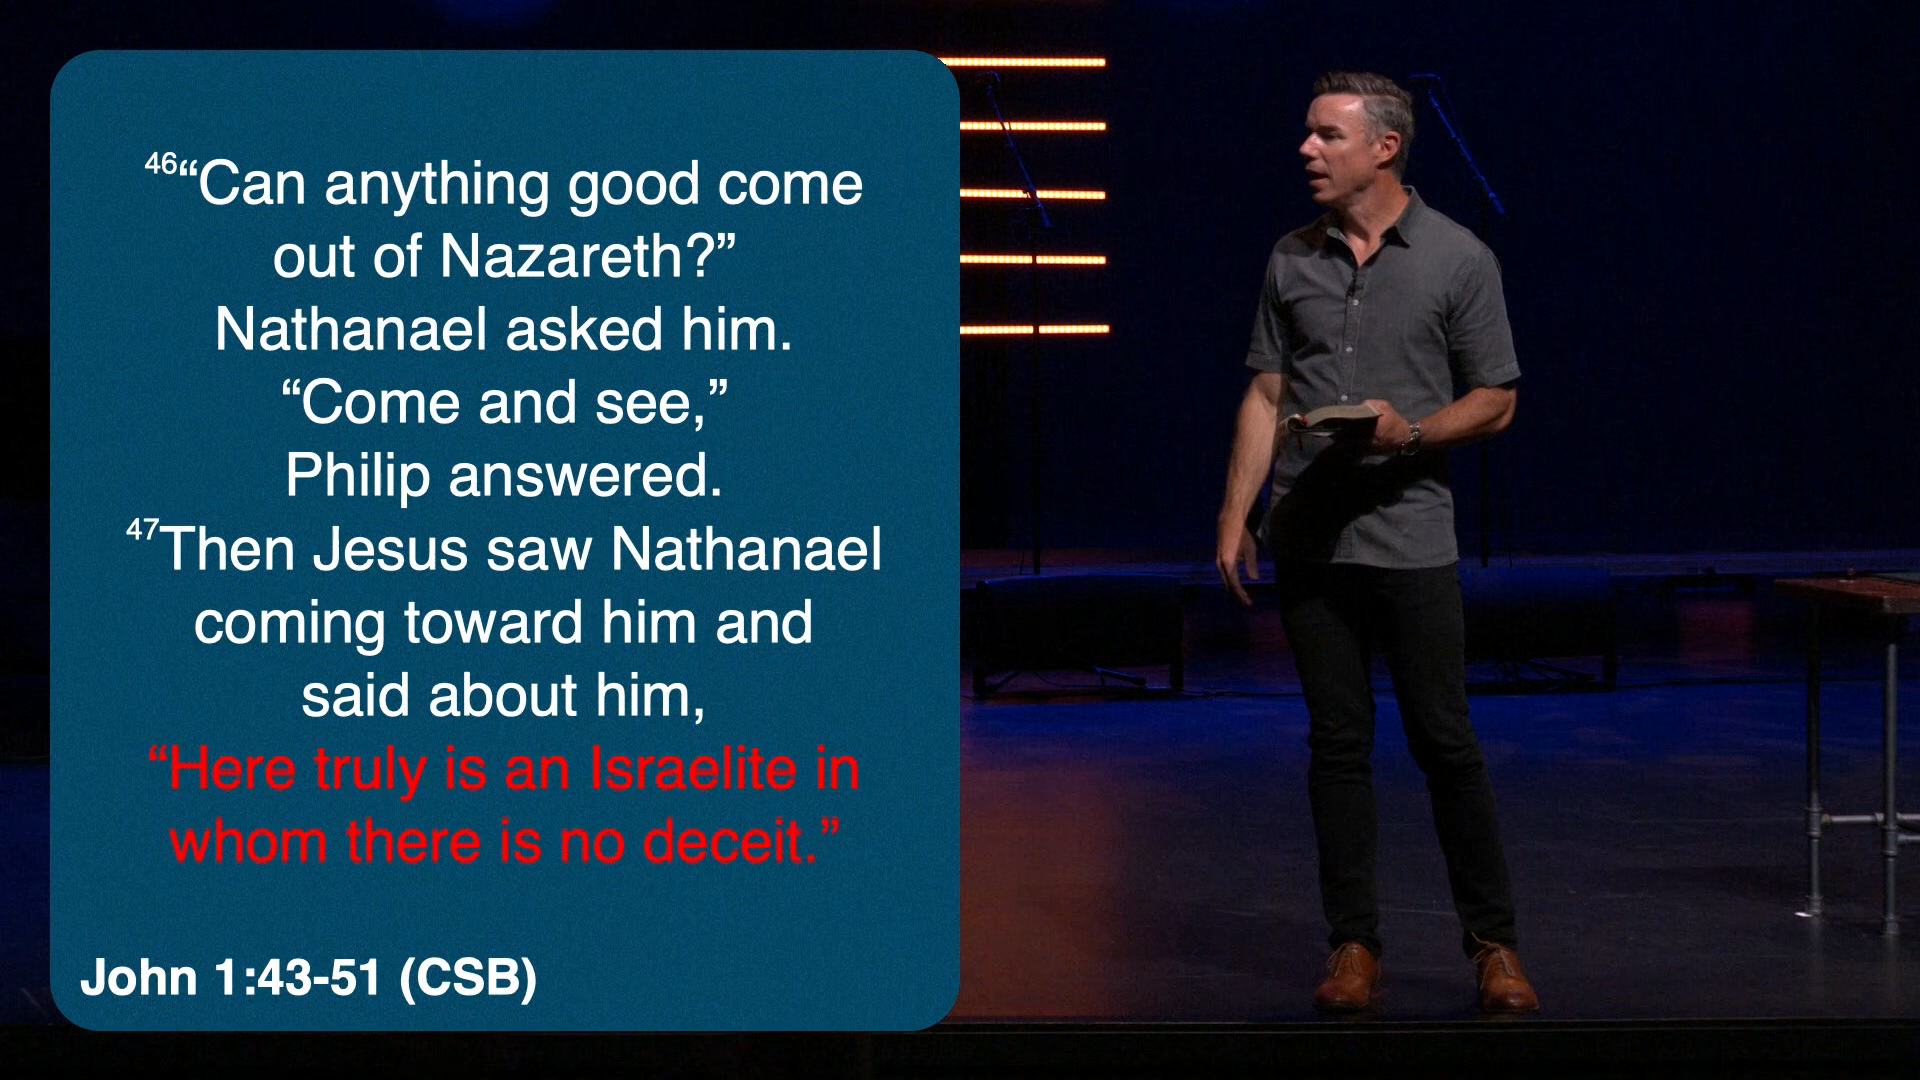 46“Can anything good come
out of Nazareth?”
Nathanael asked him.
“Come and see,”
Philip answered.
47Then Jesus saw Nathanael
coming toward him and
said about him,
“Here truly is an Israelite in
whom there is no deceit.”
John 1:43-51 (CSB)